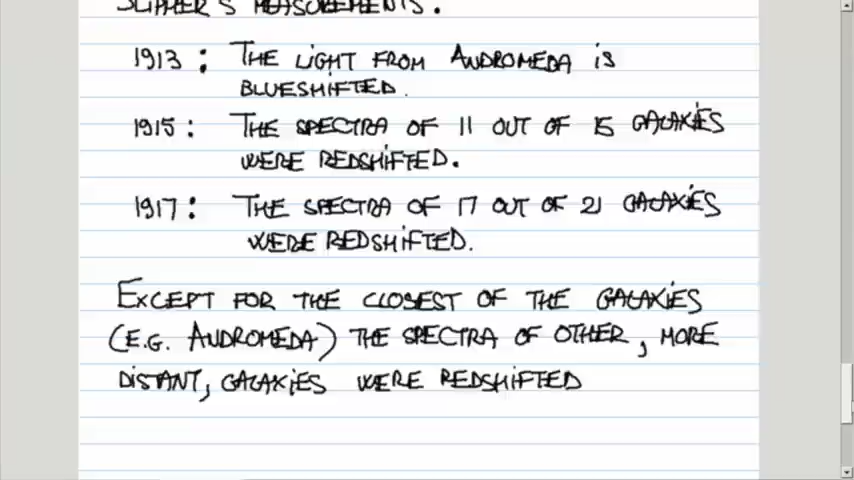 SLIPHER'S MEASUREMENTS.
1913: THE LIGHT FROM ANDROMEDA IS
BLUESHIFTED.
1915: THE SPECTRA OF 11 OUT OF 15 GALAXIES
WERE REDSHIFTED.
1917: THE SPECTRA OF 17 OUT OF 21 GALAXIES
WERE REDSHIFTED.
EXCEPT FOR THE CLOSEST OF THE GALAXIES
(E.G. ANDROMEDA) THE SPECTRA OF OTHER, MORE
DISTANT, GALAXIES WERE REDSHIFTED